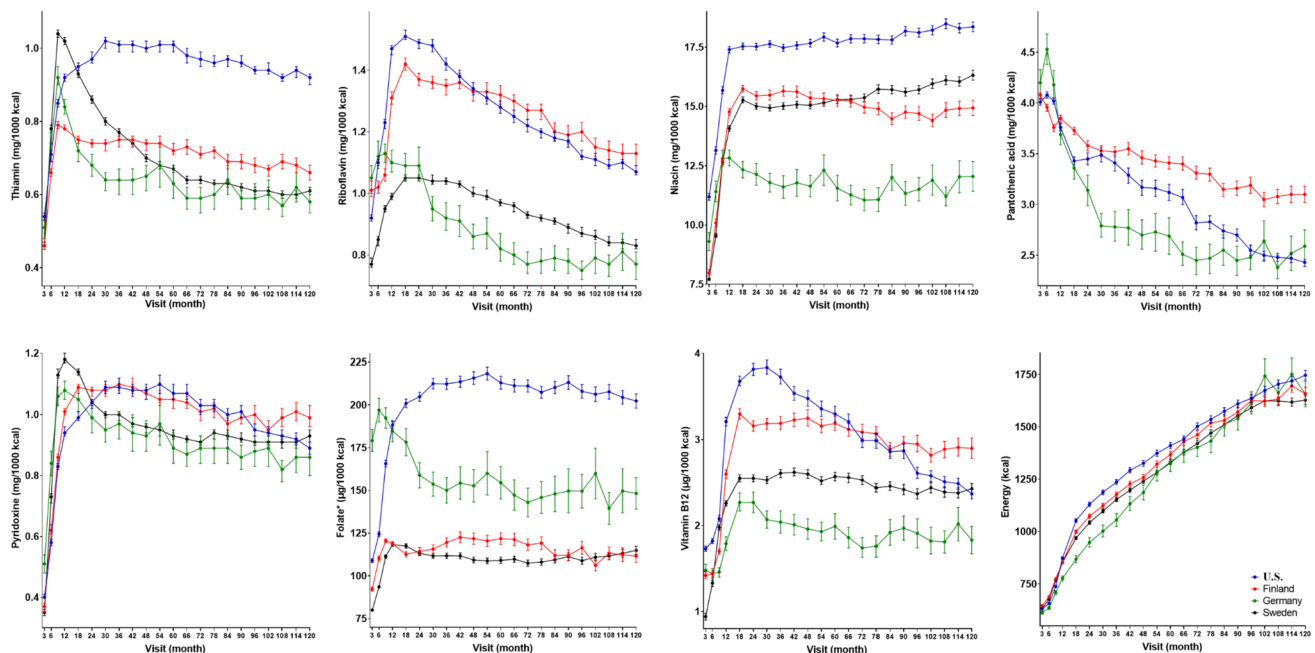 Thiamin (mg/1000 kcal)
1.0
0.8
0.6
0.4
3 6 12 18 24 30 36 42 48 54 60 66 72 78 84 90 96 102 108 114 120
Visit (month)
Riboflavin (mg/1000 kcal)
1.4
1.2
1.0
0.8
3 6 12 18 24 30 36 42 48 54 60 66 72 78 84 90 96 102 108 114 120
Visit (month)
Niacin (mg/1000 kcal)
17.5
15.0
12.5
10.0
7.5
3 6 12 18 24 30 36 42 48 54 60 66 72 78 84 90 96 102 108 114 120
Visit (month)
Pantothenic acid (mg/1000 kcal)
4.5
4.0
3.5
3.0
2.5
3 6 12 18 24 30 36 42 48 54 60 66 72 78 84 90 96 102 108 114 120
Visit (month)
Pyridoxine (mg/1000 kcal)
1.2
1.0
0.8
0.6
0.4
3 6 12 18 24 30 36 42 48 54 60 66 72 78 84 90 96 102 108 114 120
Visit (month)
Folate* (µg/1000 kcal)
225
200
175
150
125
100
75
3 6 12 18 24 30 36 42 48 54 60 66 72 78 84 90 96 102 108 114 120
Visit (month)
Vitamin B12 (µg/1000 kcal)
4
3
2
1
3 6 12 18 24 30 36 42 48 54 60 66 72 78 84 90 96 102 108 114 120
Visit (month)
Energy (kcal)
1750
1500
1250
1000
750
3 6 12 18 24 30 36 42 48 54 60 66 72 78 84 90 96 102 108 114 120
Visit (month)
U.S.
Finland
Germany
Sweden